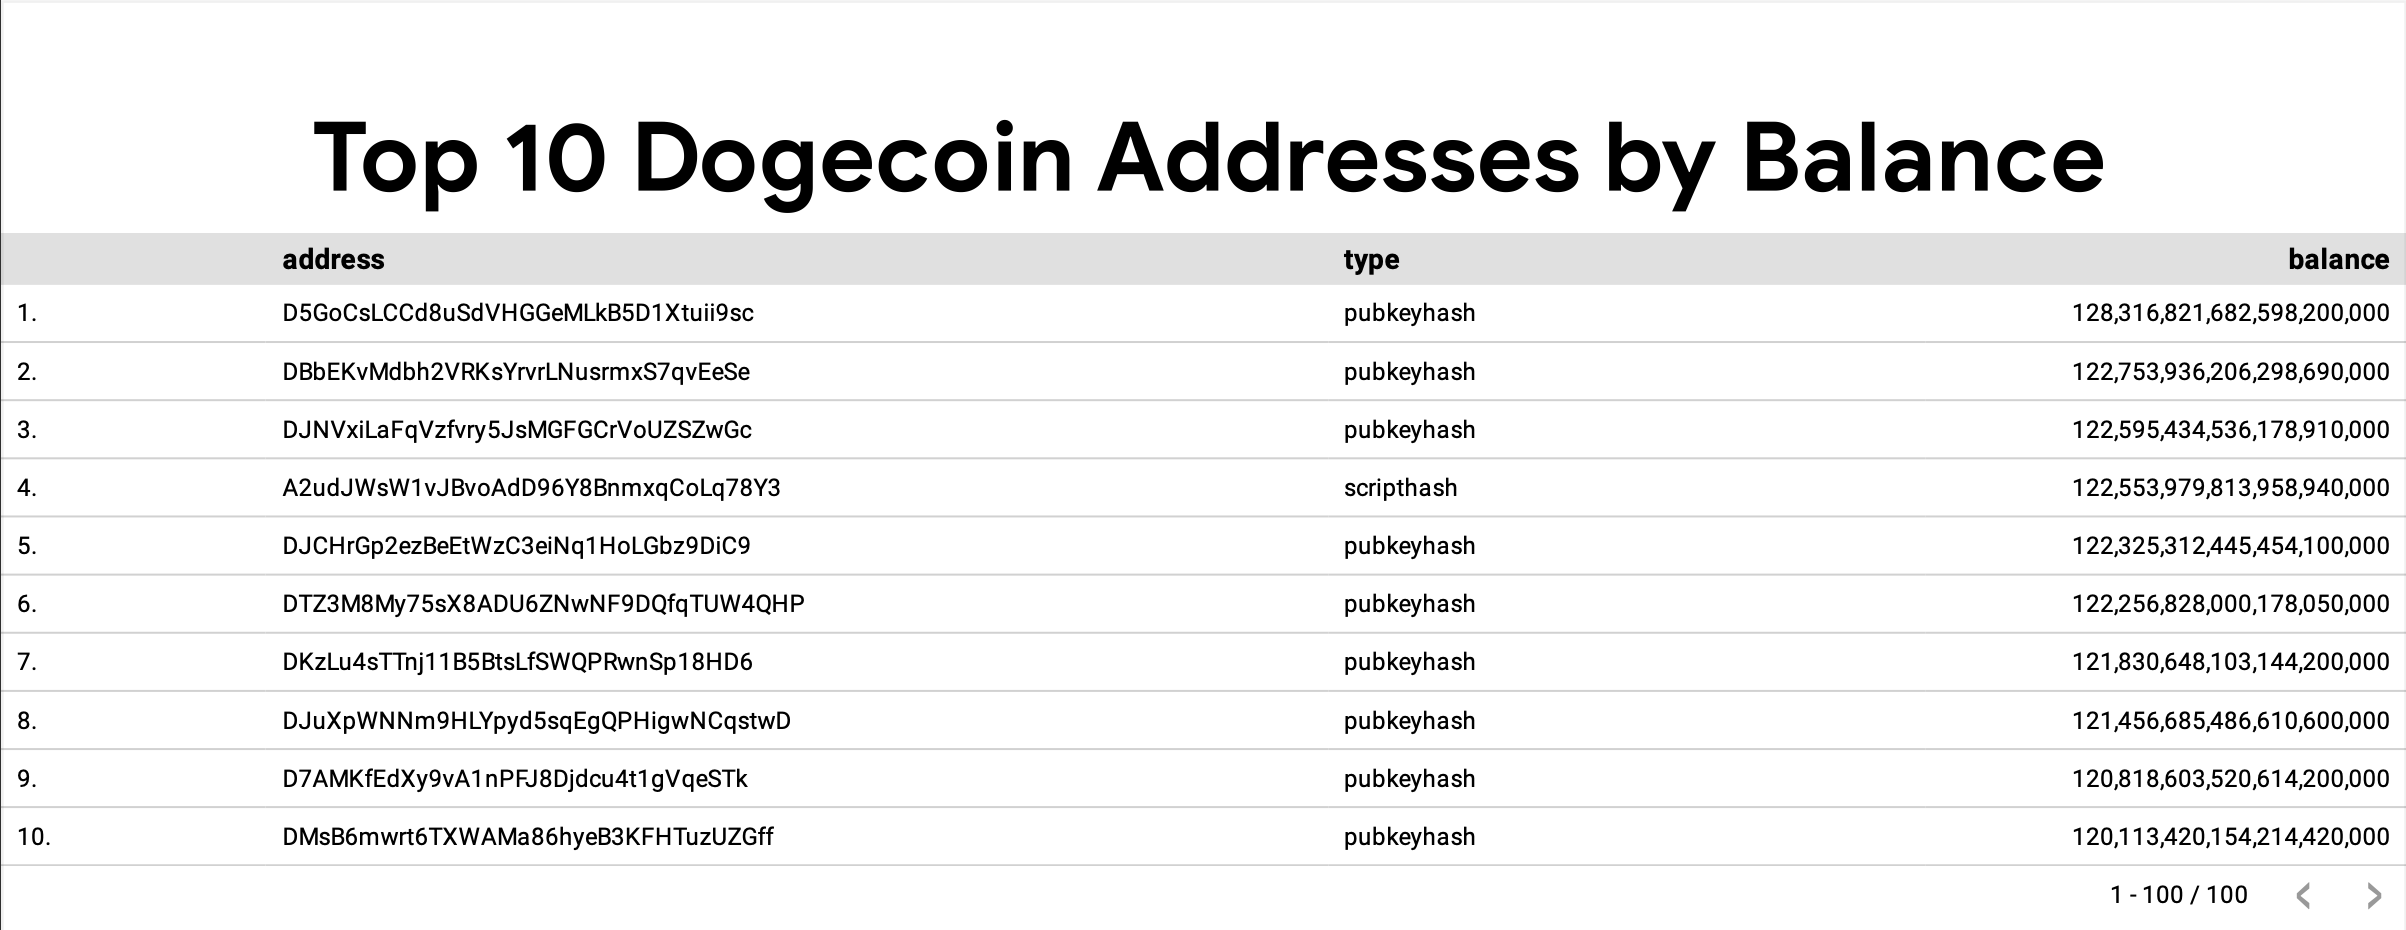 Top 10 Dogecoin Addresses by Balance
address type balance
1. D5GoCsLCCd8uSdVHGGeMLkB5D1Xtuii9sc pubkeyhash 128,316,821,682,598,200,000
2. DBbEKvMdbh2VRKsYrvrLNusrmxS7qvEeSe pubkeyhash 122,753,936,206,298,690,000
3. DJNVxiLaFqVzfvry5JsMGFGCrVoUZSZwGc pubkeyhash 122,595,434,536,178,910,000
4. A2udJWsW1vJBvoAdD96Y8BnmxqCoLq78Y3 scripthash 122,553,979,813,958,940,000
5. DJCHrGp2ezBeEtWzC3eiNq1HoLGbz9DiC9 pubkeyhash 122,325,312,445,454,100,000
6. DTZ3M8My75sX8ADU6ZNwNF9DQfqTUW4QHP pubkeyhash 122,256,828,000,178,050,000
7. DKzLu4sTTnj11B5BtsLfSWQPRwnSp18HD6 pubkeyhash 121,830,648,103,144,200,000
8. DJuXpWNNm9HLYpyd5sqEgQPHigwNCqstwD pubkeyhash 121,456,685,486,610,600,000
9. D7AMKfEdXy9vA1nPFJ8Djdcu4t1gVqeSTk pubkeyhash 120,818,603,520,614,200,000
10. DMsB6mwrt6TXWAMa86hyeB3KFHTuzUZGff pubkeyhash 120,113,420,154,214,420,000
1 - 100 / 100